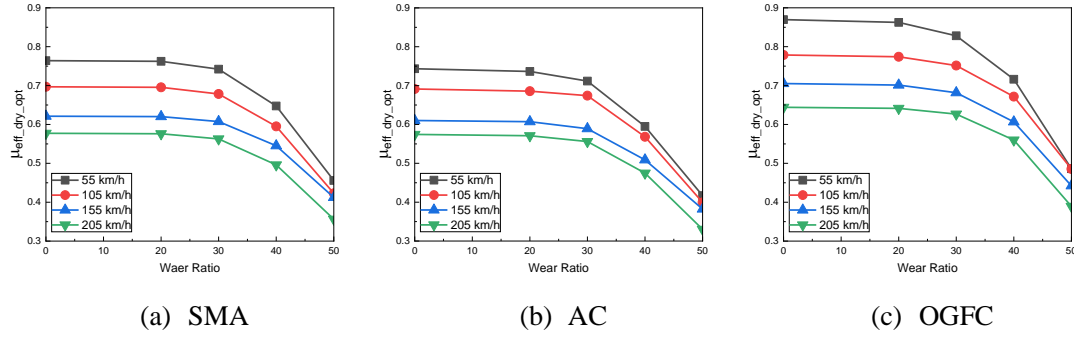 0.9
0.8
0.7
0.6
0.5
0.4
0.3
μeff_dry_opt
55 km/h
105 km/h
155 km/h
205 km/h
0 10 20 30 40 50
Waer Ratio
(a) SMA
0.9
0.8
0.7
0.6
0.5
0.4
0.3
μeff_dry_opt
55 km/h
105 km/h
155 km/h
205 km/h
0 10 20 30 40 50
Wear Ratio
(b) AC
0.9
0.8
0.7
0.6
0.5
0.4
0.3
μeff_dry_opt
55 km/h
105 km/h
155 km/h
205 km/h
0 10 20 30 40 50
Wear Ratio
(c) OGFC